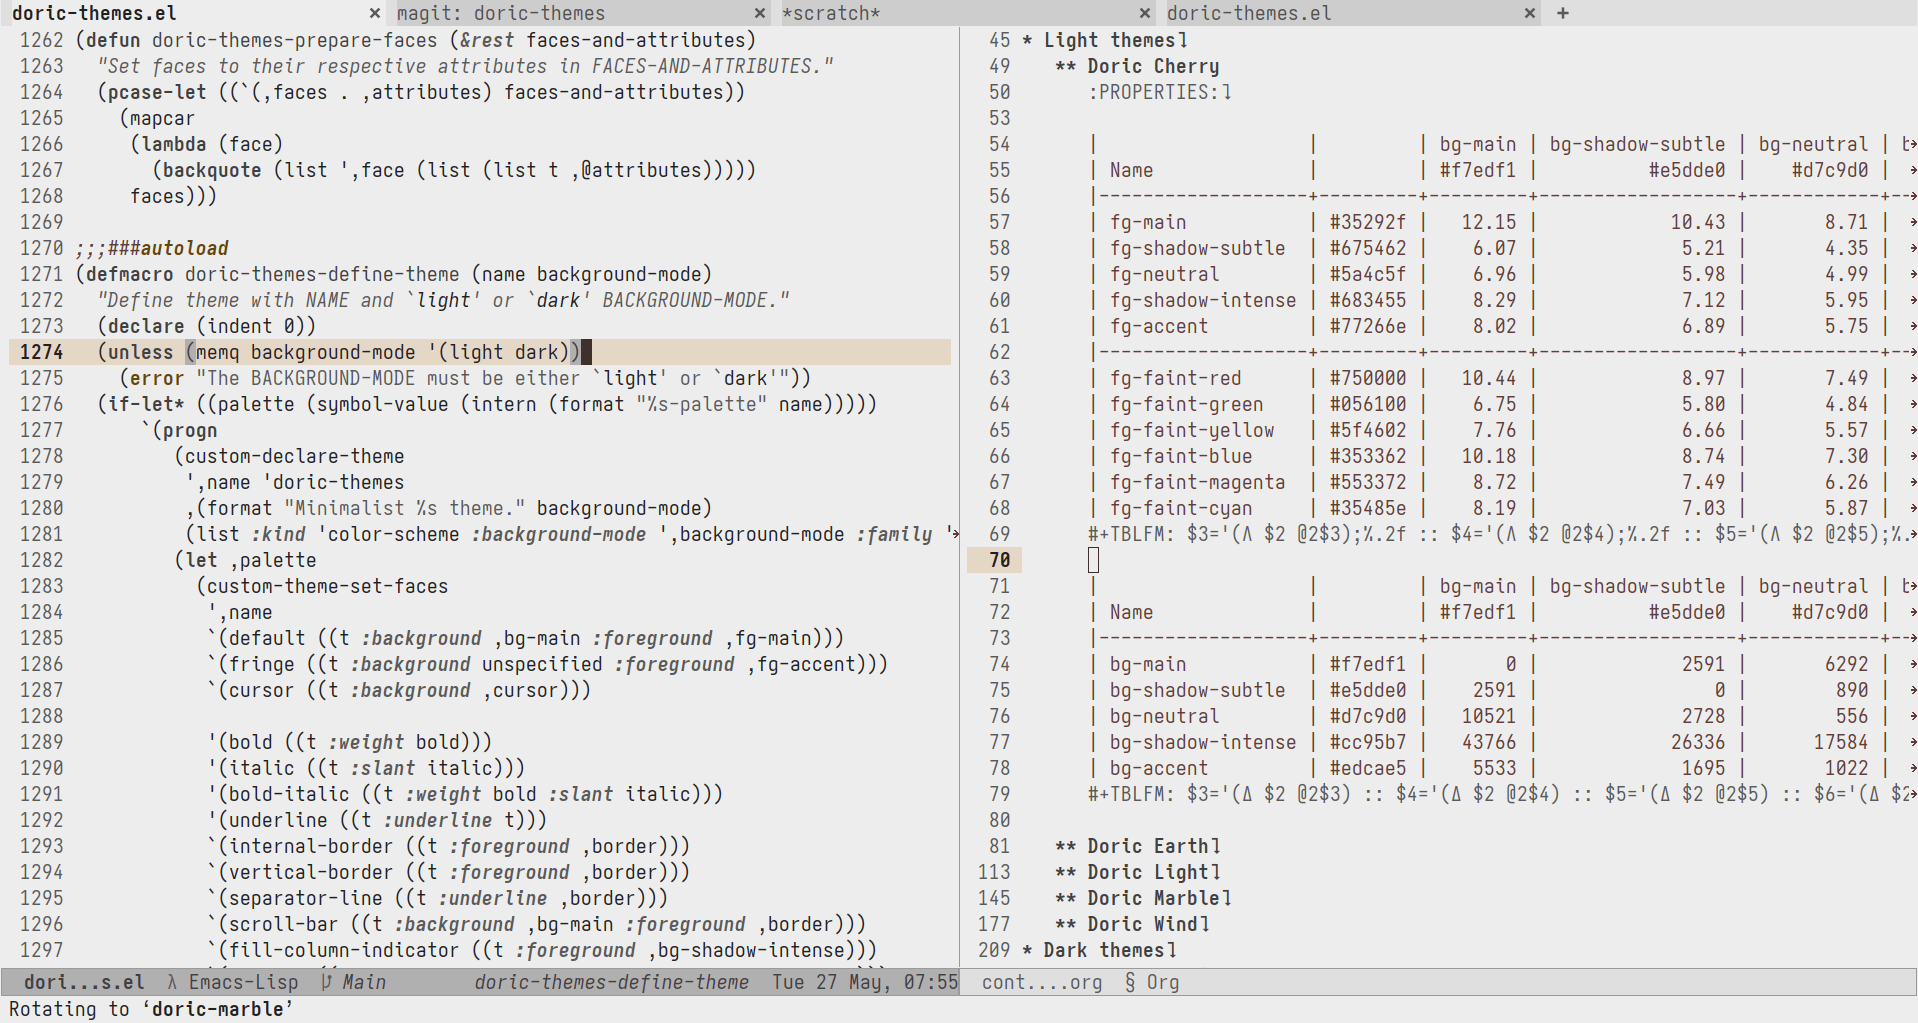 doric-themes.el × magit: doric-themes × *scratch* × doric-themes.el × +
1262 (defun doric-themes-prepare-faces (&rest faces-and-attributes)
1263   "Set faces to their respective attributes in FACES-AND-ATTRIBUTES."
1264   (pcase-let ((`(,faces . ,attributes) faces-and-attributes))
1265     (mapcar
1266      (lambda (face)
1267        (backquote (list ',face (list (list t ,@attributes)))))
1268      faces)))
1269
1270 ;;;###autoload
1271 (defmacro doric-themes-define-theme (name background-mode)
1272   "Define theme with NAME and `light' or `dark' BACKGROUND-MODE."
1273   (declare (indent 0))
1274   (unless (memq background-mode '(light dark))
1275     (error "The BACKGROUND-MODE must be either `light' or `dark'"))
1276   (if-let* ((palette (symbol-value (intern (format "%s-palette" name)))))
1277       `(progn
1278          (custom-declare-theme
1279           ',name 'doric-themes
1280           ,(format "Minimalist %s theme." background-mode)
1281           (list :kind 'color-scheme :background-mode ',background-mode :family '→
1282          (let ,palette
1283            (custom-theme-set-faces
1284             ',name
1285             `(default ((t :background ,bg-main :foreground ,fg-main)))
1286             `(fringe ((t :background unspecified :foreground ,fg-accent)))
1287             `(cursor ((t :background ,cursor)))
1288
1289             '(bold ((t :weight bold)))
1290             '(italic ((t :slant italic)))
1291             '(bold-italic ((t :weight bold :slant italic)))
1292             '(underline ((t :underline t)))
1293             `(internal-border ((t :foreground ,border)))
1294             `(vertical-border ((t :foreground ,border)))
1295             `(separator-line ((t :underline ,border)))
1296             `(scroll-bar ((t :background ,bg-main :foreground ,border)))
1297             `(fill-column-indicator ((t :foreground ,bg-shadow-intense)))
dori...s.el λ Emacs-Lisp Main doric-themes-define-theme Tue 27 May, 07:55
45 * Light themes⤵
49    ** Doric Cherry
50       :PROPERTIES:⤵
53
54       |                   |         | bg-main | bg-shadow-subtle | bg-neutral | b→
55       | Name              |         | #f7edf1 |          #e5dde0 |    #d7c9d0 | →
56       |-------------------+---------+---------+------------------+------------+--→
57       | fg-main           | #35292f |   12.15 |            10.43 |       8.71 | →
58       | fg-shadow-subtle  | #675462 |    6.07 |             5.21 |       4.35 | →
59       | fg-neutral        | #5a4c5f |    6.96 |             5.98 |       4.99 | →
60       | fg-shadow-intense | #683455 |    8.29 |             7.12 |       5.95 | →
61       | fg-accent         | #77266e |    8.02 |             6.89 |       5.75 | →
62       |-------------------+---------+---------+------------------+------------+--→
63       | fg-faint-red      | #750000 |   10.44 |             8.97 |       7.49 | →
64       | fg-faint-green    | #056100 |    6.75 |             5.80 |       4.84 | →
65       | fg-faint-yellow   | #5f4602 |    7.76 |             6.66 |       5.57 | →
66       | fg-faint-blue     | #353362 |   10.18 |             8.74 |       7.30 | →
67       | fg-faint-magenta  | #553372 |    8.72 |             7.49 |       6.26 | →
68       | fg-faint-cyan     | #35485e |    8.19 |             7.03 |       5.87 | →
69       #+TBLFM: $3='(Λ $2 @2$3);%.2f :: $4='(Λ $2 @2$4);%.2f :: $5='(Λ $2 @2$5);%.→
70
71       |                   |         | bg-main | bg-shadow-subtle | bg-neutral | b→
72       | Name              |         | #f7edf1 |          #e5dde0 |    #d7c9d0 | →
73       |-------------------+---------+---------+------------------+------------+--→
74       | bg-main           | #f7edf1 |       0 |             2591 |       6292 | →
75       | bg-shadow-subtle  | #e5dde0 |    2591 |                0 |        890 | →
76       | bg-neutral        | #d7c9d0 |   10521 |             2728 |        556 | →
77       | bg-shadow-intense | #cc95b7 |   43766 |            26336 |      17584 | →
78       | bg-accent         | #edcae5 |    5533 |             1695 |       1022 | →
79       #+TBLFM: $3='(Δ $2 @2$3) :: $4='(Δ $2 @2$4) :: $5='(Δ $2 @2$5) :: $6='(Δ $2→
80
81    ** Doric Earth⤵
113    ** Doric Light⤵
145    ** Doric Marble⤵
177    ** Doric Wind⤵
209 * Dark themes⤵
cont....org § Org
Rotating to ‘doric-marble’